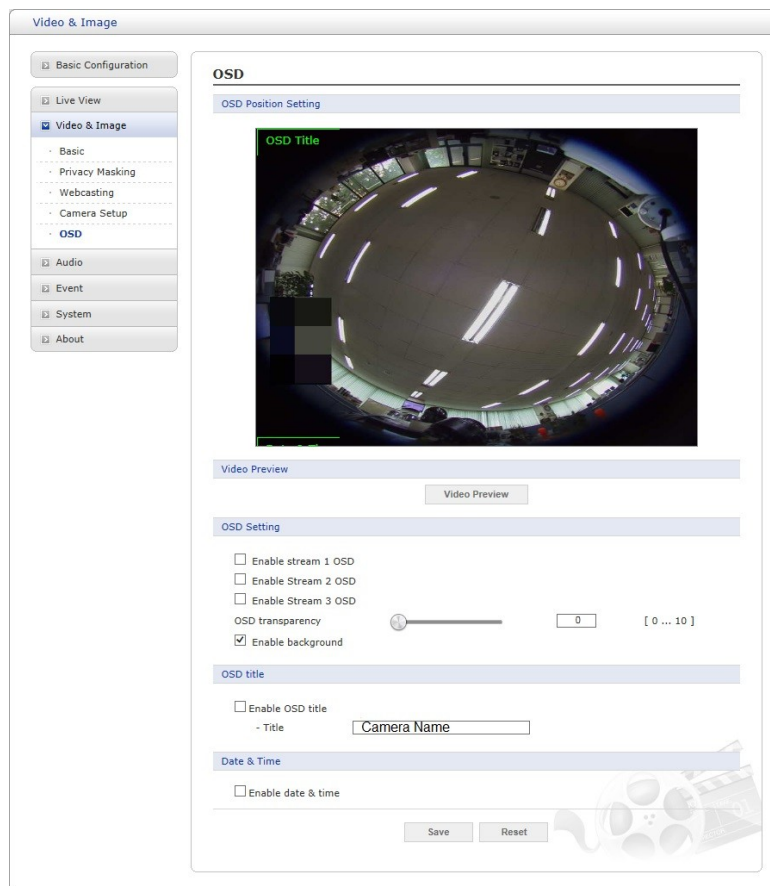 Video & Image
Basic Configuration
Live View
Video & Image
Basic
Privacy Masking
Webcasting
Camera Setup
OSD
Audio
Event
System
About
OSD
OSD Position Setting
OSD Title
Video Preview
Video Preview
OSD Setting
Enable stream 1 OSD
Enable Stream 2 OSD
Enable Stream 3 OSD
OSD transparency 0 [ 0 ... 10 ]
Enable background
OSD title
Enable OSD title
- Title Camera Name
Date & Time
Enable date & time
Save Reset